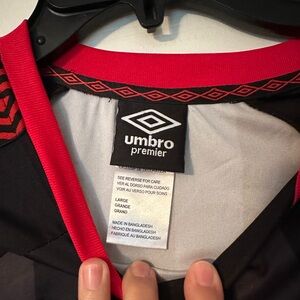 umbro
premier
SEE REVERSE FOR CARE
VER AL DORSO PARA CUIDADO
VOIR AU VERSO POUR SOINS
LARGE
GRANDE
GRAND
MADE IN BANGLADESH
HECHO EN BANGLADESH
FABRIQUÉ AU BANGLADESH